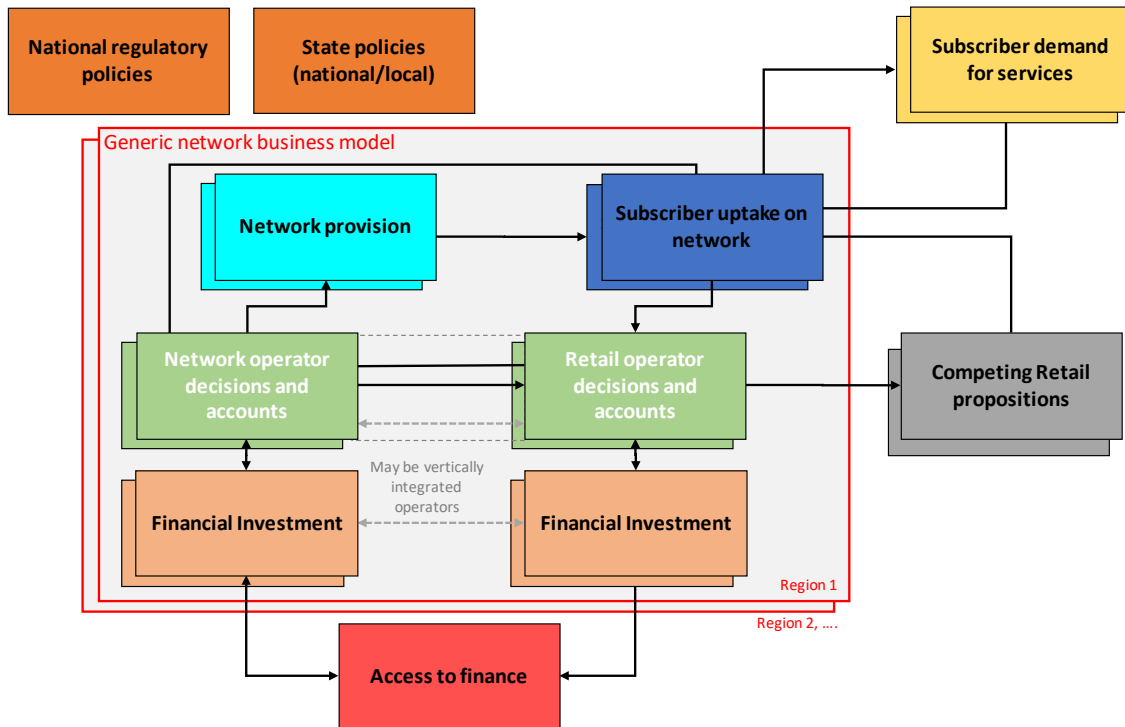 National regulatory
policies
State policies
(national/local)
Subscriber demand
for services
Generic network business model
Network provision
Subscriber uptake on
network
Network operator
decisions and
accounts
Retail operator
decisions and
accounts
Competing Retail
propositions
May be vertically
integrated
operators
Financial Investment
Financial Investment
Region 1
Region 2, ....
Access to finance